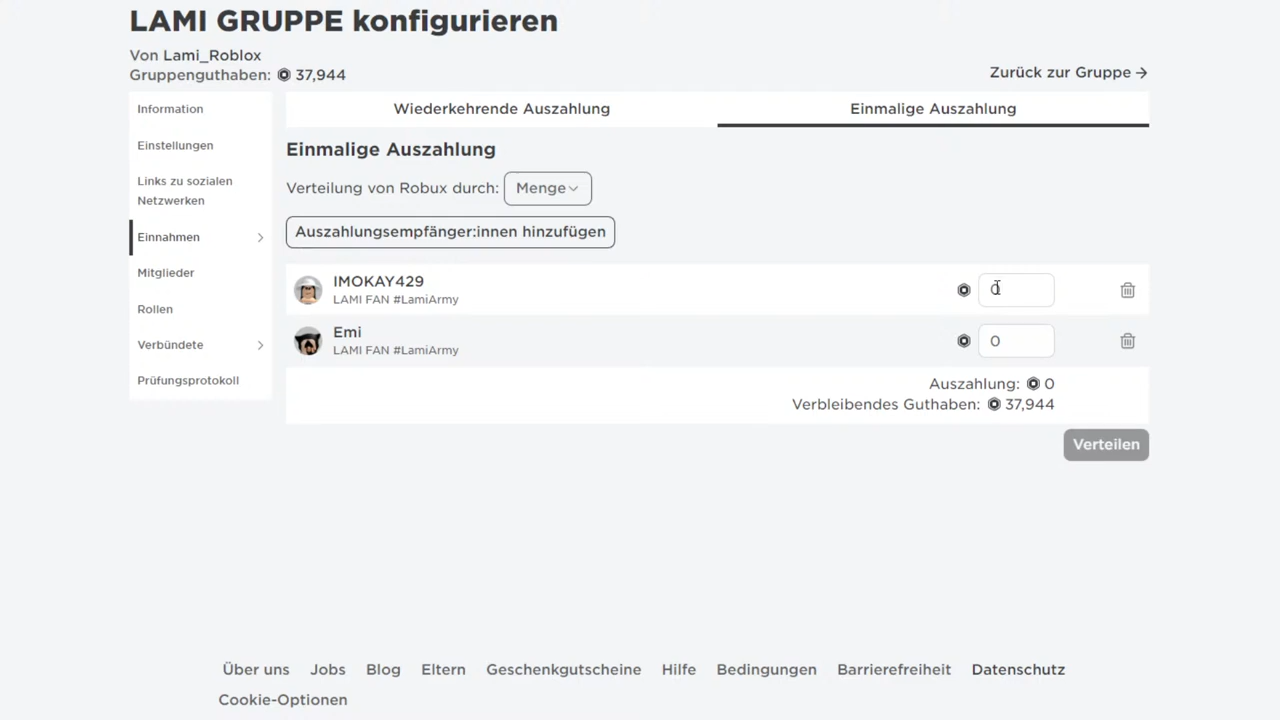 LAMI GRUPPE konfigurieren
Von Lami_Roblox
Gruppenguthaben: 37,944
Zurück zur Gruppe →
Information
Einstellungen
Links zu sozialen
Netzwerken
Einnahmen
Mitglieder
Rollen
Verbündete
Prüfungsprotokoll
Wiederkehrende Auszahlung
Einmalige Auszahlung
Einmalige Auszahlung
Verteilung von Robux durch: Menge
Auszahlungsempfänger:innen hinzufügen
IMOKAY429
LAMI FAN #LamiArmy
0
Emi
LAMI FAN #LamiArmy
0
Auszahlung: 0
Verbleibendes Guthaben: 37,944
Verteilen
Über uns Jobs Blog Eltern Geschenkgutscheine Hilfe Bedingungen Barrierefreiheit Datenschutz
Cookie-Optionen